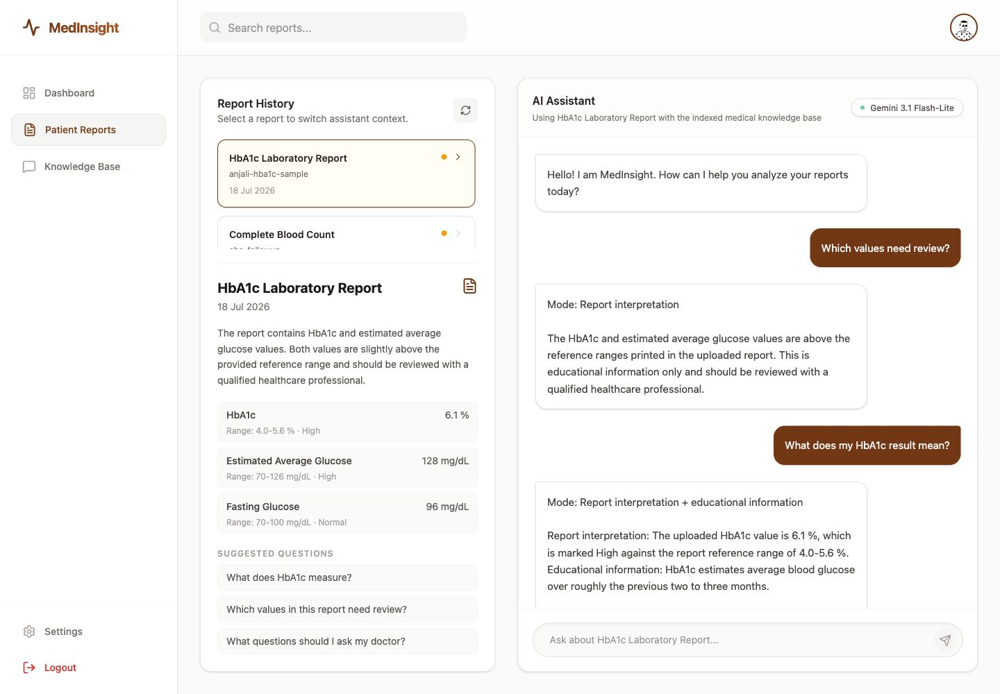 MedInsight
Search reports...
Dashboard
Patient Reports
Knowledge Base
Settings
Logout
Report History
Select a report to switch assistant context.
HbA1c Laboratory Report
anjali-hba1c-sample
18 Jul 2026
Complete Blood Count
HbA1c Laboratory Report
18 Jul 2026
The report contains HbA1c and estimated average
glucose values. Both values are slightly above the
provided reference range and should be reviewed with a
qualified healthcare professional.
HbA1c 6.1 %
Range: 4.0-5.6 % · High
Estimated Average Glucose 128 mg/dL
Range: 70-126 mg/dL · High
Fasting Glucose 96 mg/dL
Range: 70-100 mg/dL · Normal
SUGGESTED QUESTIONS
What does HbA1c measure?
Which values in this report need review?
What questions should I ask my doctor?
AI Assistant
Using HbA1c Laboratory Report with the indexed medical knowledge base
Gemini 3.1 Flash-Lite
Hello! I am MedInsight. How can I help you analyze your reports
today?
Which values need review?
Mode: Report interpretation
The HbA1c and estimated average glucose values are above the
reference ranges printed in the uploaded report. This is
educational information only and should be reviewed with a
qualified healthcare professional.
What does my HbA1c result mean?
Mode: Report interpretation + educational information
Report interpretation: The uploaded HbA1c value is 6.1 %, which
is marked High against the report reference range of 4.0-5.6 %.
Educational information: HbA1c estimates average blood glucose
over roughly the previous two to three months.
Ask about HbA1c Laboratory Report...